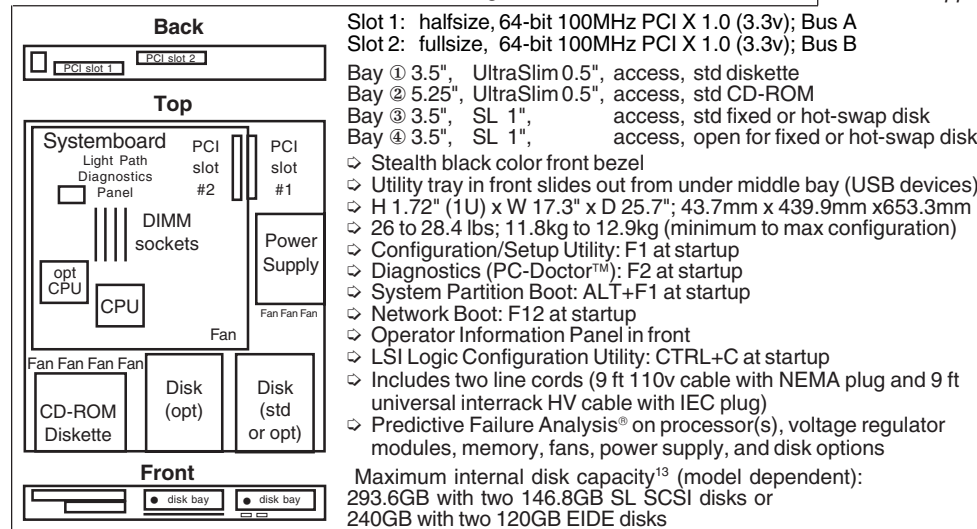 Back
PCI slot 1
PCI slot 2
Top
Systemboard
Light Path
Diagnostics
Panel
PCI
slot
#2
PCI
slot
#1
DIMM
sockets
Power
Supply
opt
CPU
CPU
Fan Fan Fan
Fan
Fan Fan Fan Fan
CD-ROM
Diskette
Disk
(opt)
Disk
(std
or opt)
Front
disk bay
disk bay
Slot 1: halfsize, 64-bit 100MHz PCI X 1.0 (3.3v); Bus A
Slot 2: fullsize, 64-bit 100MHz PCI X 1.0 (3.3v); Bus B
Bay ① 3.5", UltraSlim 0.5", access, std diskette
Bay ② 5.25", UltraSlim 0.5", access, std CD-ROM
Bay ③ 3.5", SL 1", access, std fixed or hot-swap disk
Bay ④ 3.5", SL 1", access, open for fixed or hot-swap disk
➪ Stealth black color front bezel
➪ Utility tray in front slides out from under middle bay (USB devices)
➪ H 1.72" (1U) x W 17.3" x D 25.7"; 43.7mm x 439.9mm x653.3mm
➪ 26 to 28.4 lbs; 11.8kg to 12.9kg (minimum to max configuration)
➪ Configuration/Setup Utility: F1 at startup
➪ Diagnostics (PC-Doctor™): F2 at startup
➪ System Partition Boot: ALT+F1 at startup
➪ Network Boot: F12 at startup
➪ Operator Information Panel in front
➪ LSI Logic Configuration Utility: CTRL+C at startup
➪ Includes two line cords (9 ft 110v cable with NEMA plug and 9 ft
universal interrack HV cable with IEC plug)
➪ Predictive Failure Analysis® on processor(s), voltage regulator
modules, memory, fans, power supply, and disk options
Maximum internal disk capacity¹³ (model dependent):
293.6GB with two 146.8GB SL SCSI disks or
240GB with two 120GB EIDE disks